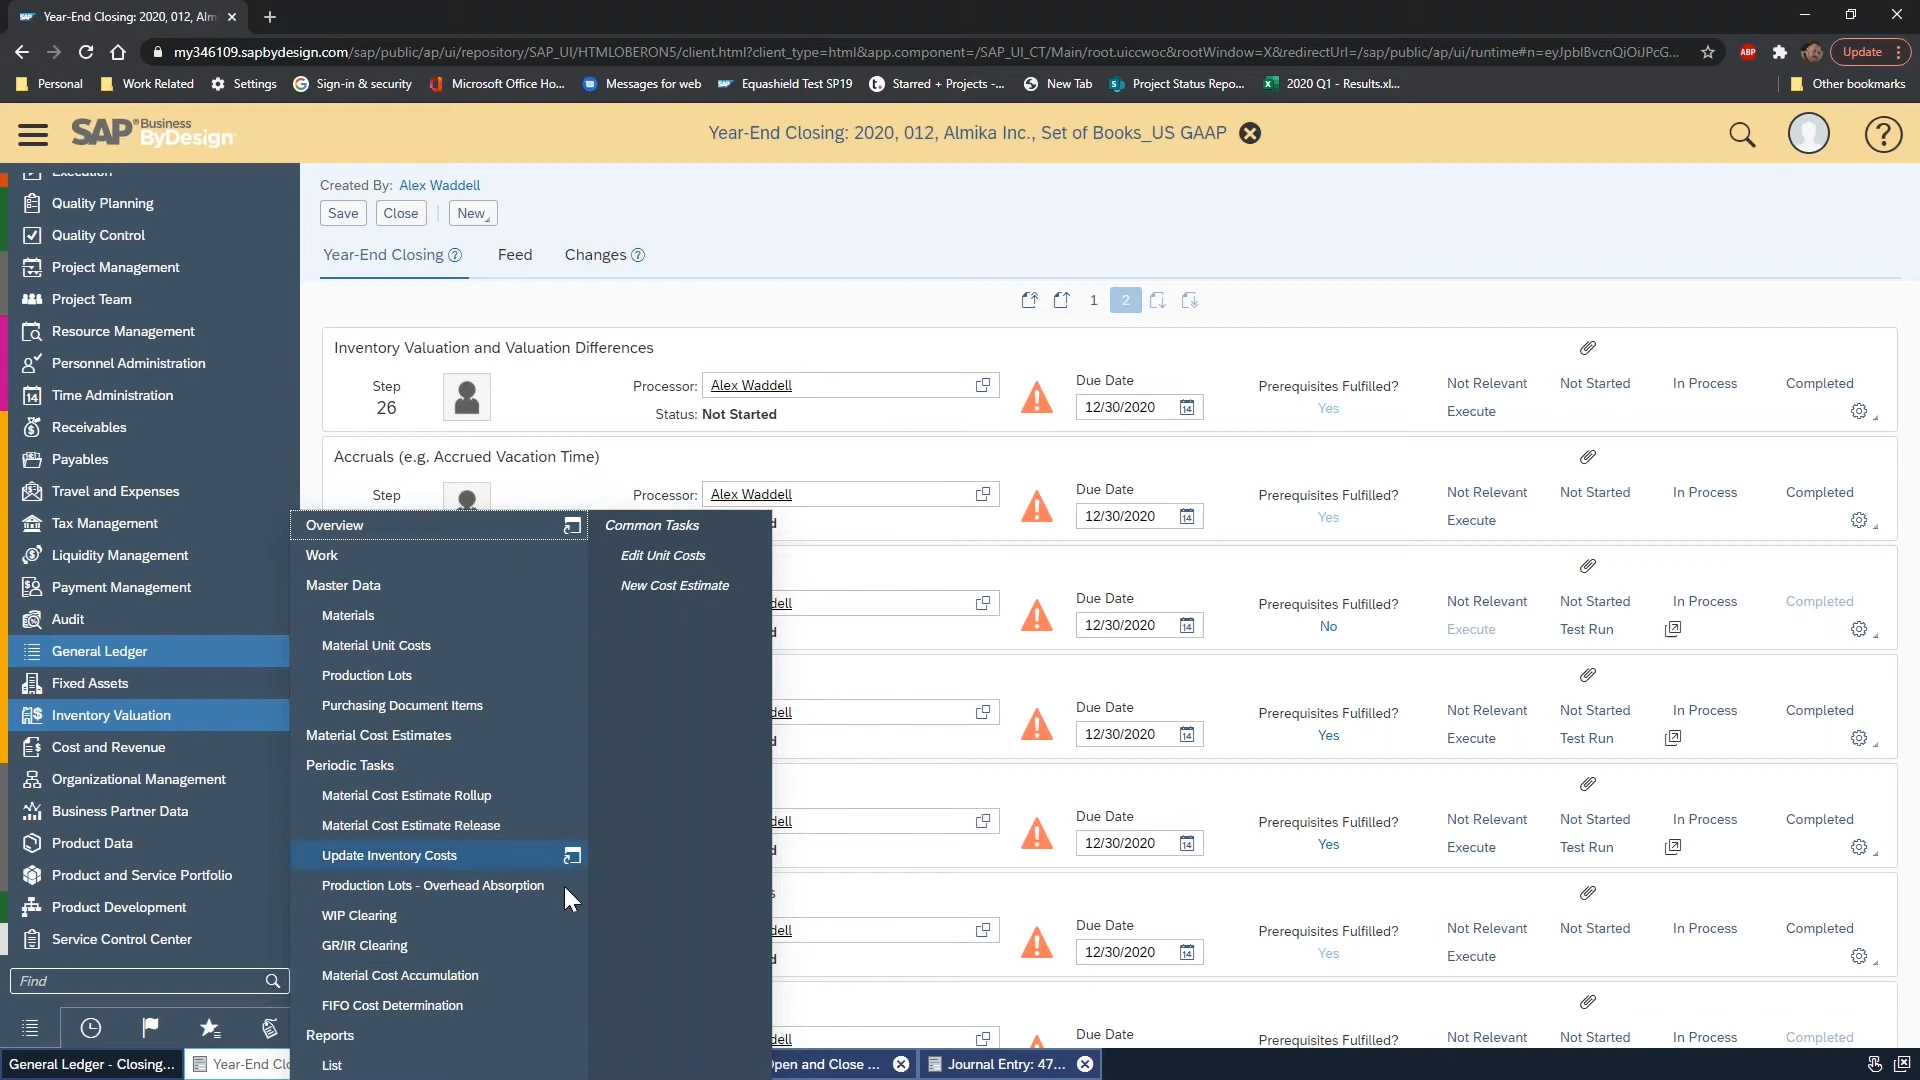 Year-End Closing: 2020, 012, Almi
my346109.sapbydesign.com/sap/public/ap/ui/repository/SAP_UI/HTMLOBERON5/client.html?client_type=html&app.component=/SAP_UI_CT/Main/root.uiccwoc&rootWindow=X&redirectUrl=/sap/public/ap/ui/runtime#n=eyJpblBvcnQiOiJPcG...
ABP
Update
Personal
Work Related
Settings
Sign-in & security
Microsoft Office Ho...
Messages for web
Equashield Test SP19
Starred + Projects -...
New Tab
Project Status Repo...
2020 Q1 - Results.xl...
Other bookmarks
SAP Business ByDesign
Year-End Closing: 2020, 012, Almika Inc., Set of Books_US GAAP
Created By: Alex Waddell
Save
Close
New
Year-End Closing
Feed
Changes
1
2
Execution
Quality Planning
Quality Control
Project Management
Project Team
Resource Management
Personnel Administration
Time Administration
Receivables
Payables
Travel and Expenses
Tax Management
Liquidity Management
Payment Management
Audit
General Ledger
Fixed Assets
Inventory Valuation
Cost and Revenue
Organizational Management
Business Partner Data
Product Data
Product and Service Portfolio
Product Development
Service Control Center
Find
Overview
Work
Master Data
Materials
Material Unit Costs
Production Lots
Purchasing Document Items
Material Cost Estimates
Periodic Tasks
Material Cost Estimate Rollup
Material Cost Estimate Release
Update Inventory Costs
Production Lots - Overhead Absorption
WIP Clearing
GR/IR Clearing
Material Cost Accumulation
FIFO Cost Determination
Reports
List
Common Tasks
Edit Unit Costs
New Cost Estimate
Inventory Valuation and Valuation Differences
Step
26
Processor: Alex Waddell
Status: Not Started
Due Date
12/30/2020
Prerequisites Fulfilled?
Yes
Not Relevant Not Started In Process Completed
Execute
Accruals (e.g. Accrued Vacation Time)
Step
Processor: Alex Waddell
d
Due Date
12/30/2020
Prerequisites Fulfilled?
Yes
Not Relevant Not Started In Process Completed
Execute
dell
d
Due Date
12/30/2020
Prerequisites Fulfilled?
No
Not Relevant Not Started In Process Completed
Execute Test Run
dell
d
Due Date
12/30/2020
Prerequisites Fulfilled?
Yes
Not Relevant Not Started In Process Completed
Execute Test Run
dell
d
Due Date
12/30/2020
Prerequisites Fulfilled?
Yes
Not Relevant Not Started In Process Completed
Execute Test Run
s
dell
d
Due Date
12/30/2020
Prerequisites Fulfilled?
Yes
Not Relevant Not Started In Process Completed
Execute
dell
Due Date
Prerequisites Fulfilled?
Not Relevant Not Started In Process Completed
General Ledger - Closing...
Year-End Clo
pen and Close ...
Journal Entry: 47...